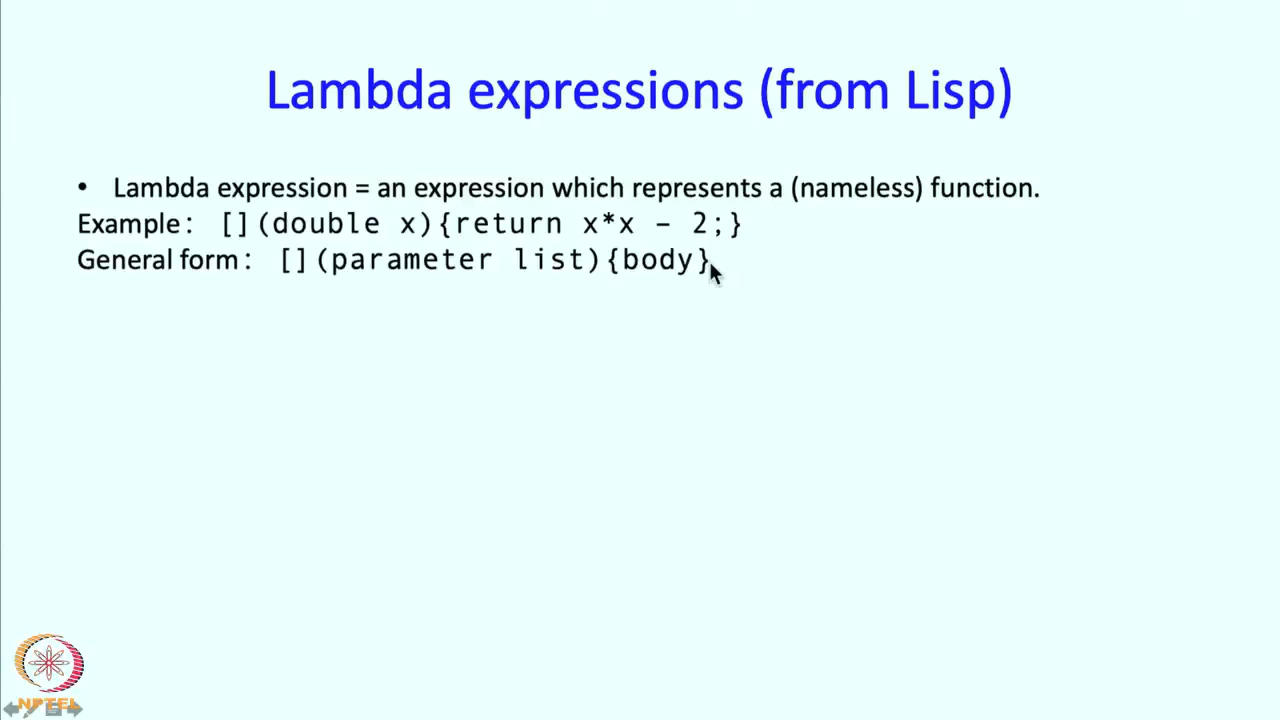 Lambda expressions (from Lisp)
• Lambda expression = an expression which represents a (nameless) function.
Example: [](double x){return x*x – 2;}
General form: [](parameter list){body}
NPTEL